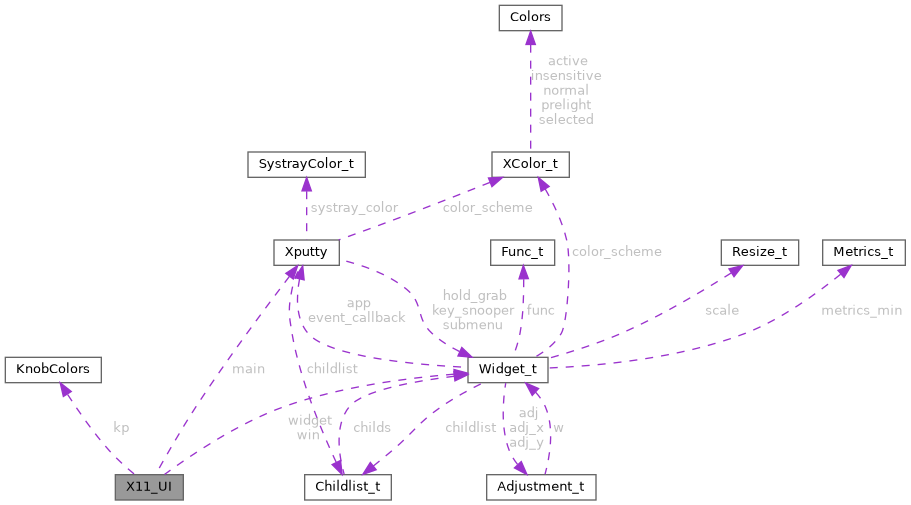 Colors
active
insensitive
normal
prelight
selected
SystrayColor_t
XColor_t
systray_color
color_scheme
Xputty
Func_t
color_scheme
Resize_t
Metrics_t
hold_grab
key_snooper
submenu
app
event_callback
func
scale
metrics_min
KnobColors
main
childlist
Widget_t
kp
widget
win
childs
childlist
adj
adj_x
adj_y
w
X11_UI
Childlist_t
Adjustment_t